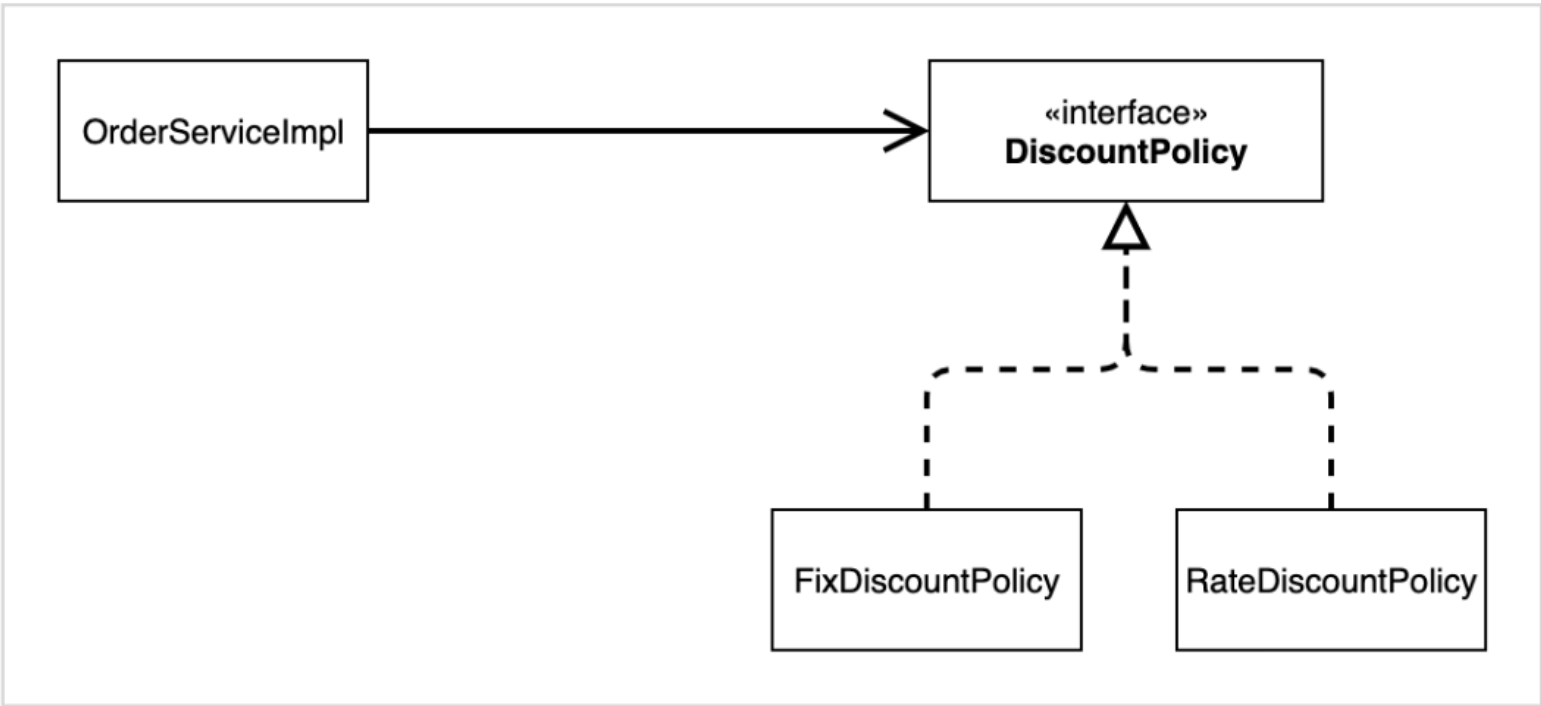 OrderServiceImpl
«interface»
DiscountPolicy
FixDiscountPolicy
RateDiscountPolicy